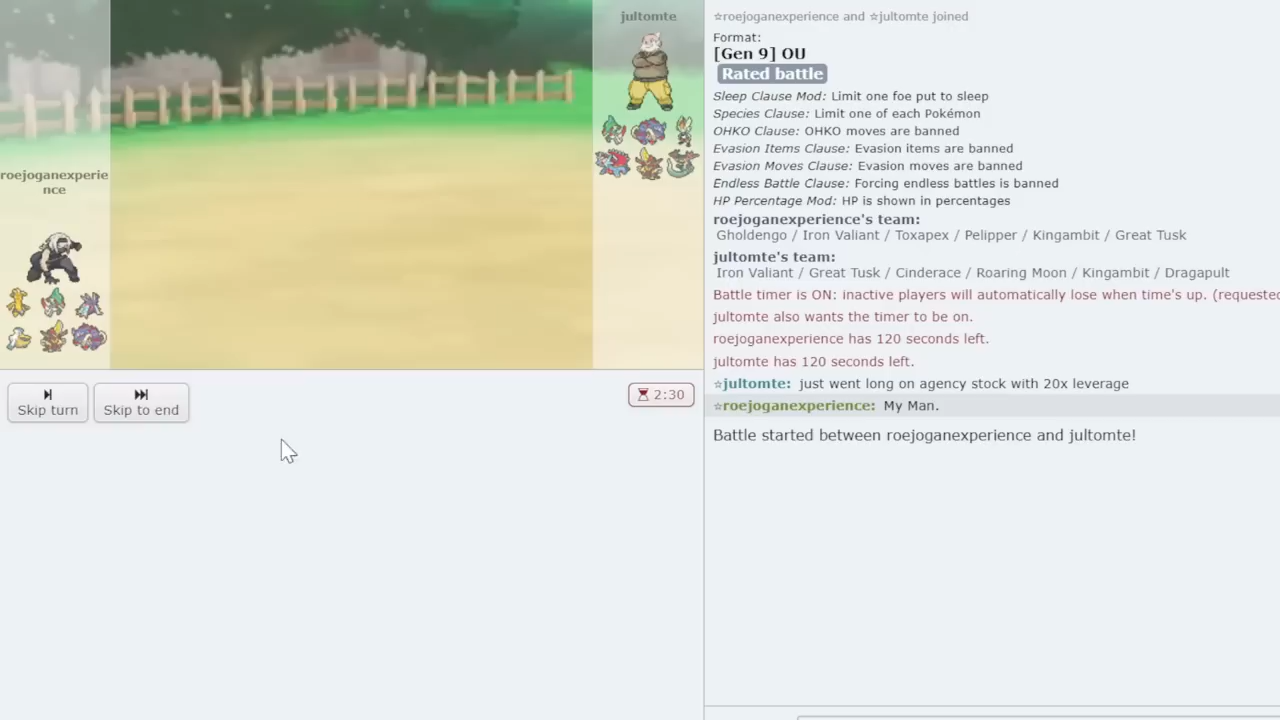 jultomte
roejoganexperie
nce
Skip turn
Skip to end
2:30
☆roejoganexperience and ☆jultomte joined
Format:
[Gen 9] OU
Rated battle
Sleep Clause Mod: Limit one foe put to sleep
Species Clause: Limit one of each Pokémon
OHKO Clause: OHKO moves are banned
Evasion Items Clause: Evasion items are banned
Evasion Moves Clause: Evasion moves are banned
Endless Battle Clause: Forcing endless battles is banned
HP Percentage Mod: HP is shown in percentages
roejoganexperience's team:
Gholdengo / Iron Valiant / Toxapex / Pelipper / Kingambit / Great Tusk
jultomte's team:
Iron Valiant / Great Tusk / Cinderace / Roaring Moon / Kingambit / Dragapult
Battle timer is ON: inactive players will automatically lose when time's up. (requested
jultomte also wants the timer to be on.
roejoganexperience has 120 seconds left.
jultomte has 120 seconds left.
☆jultomte: just went long on agency stock with 20x leverage
☆roejoganexperience: My Man.
Battle started between roejoganexperience and jultomte!